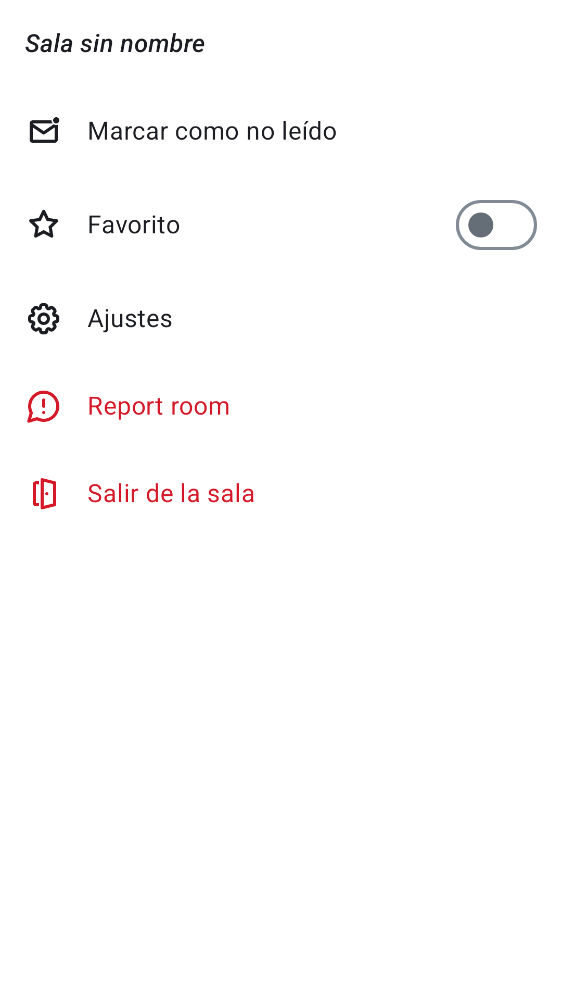 Sala sin nombre
Marcar como no leído
Favorito
Ajustes
Report room
Salir de la sala